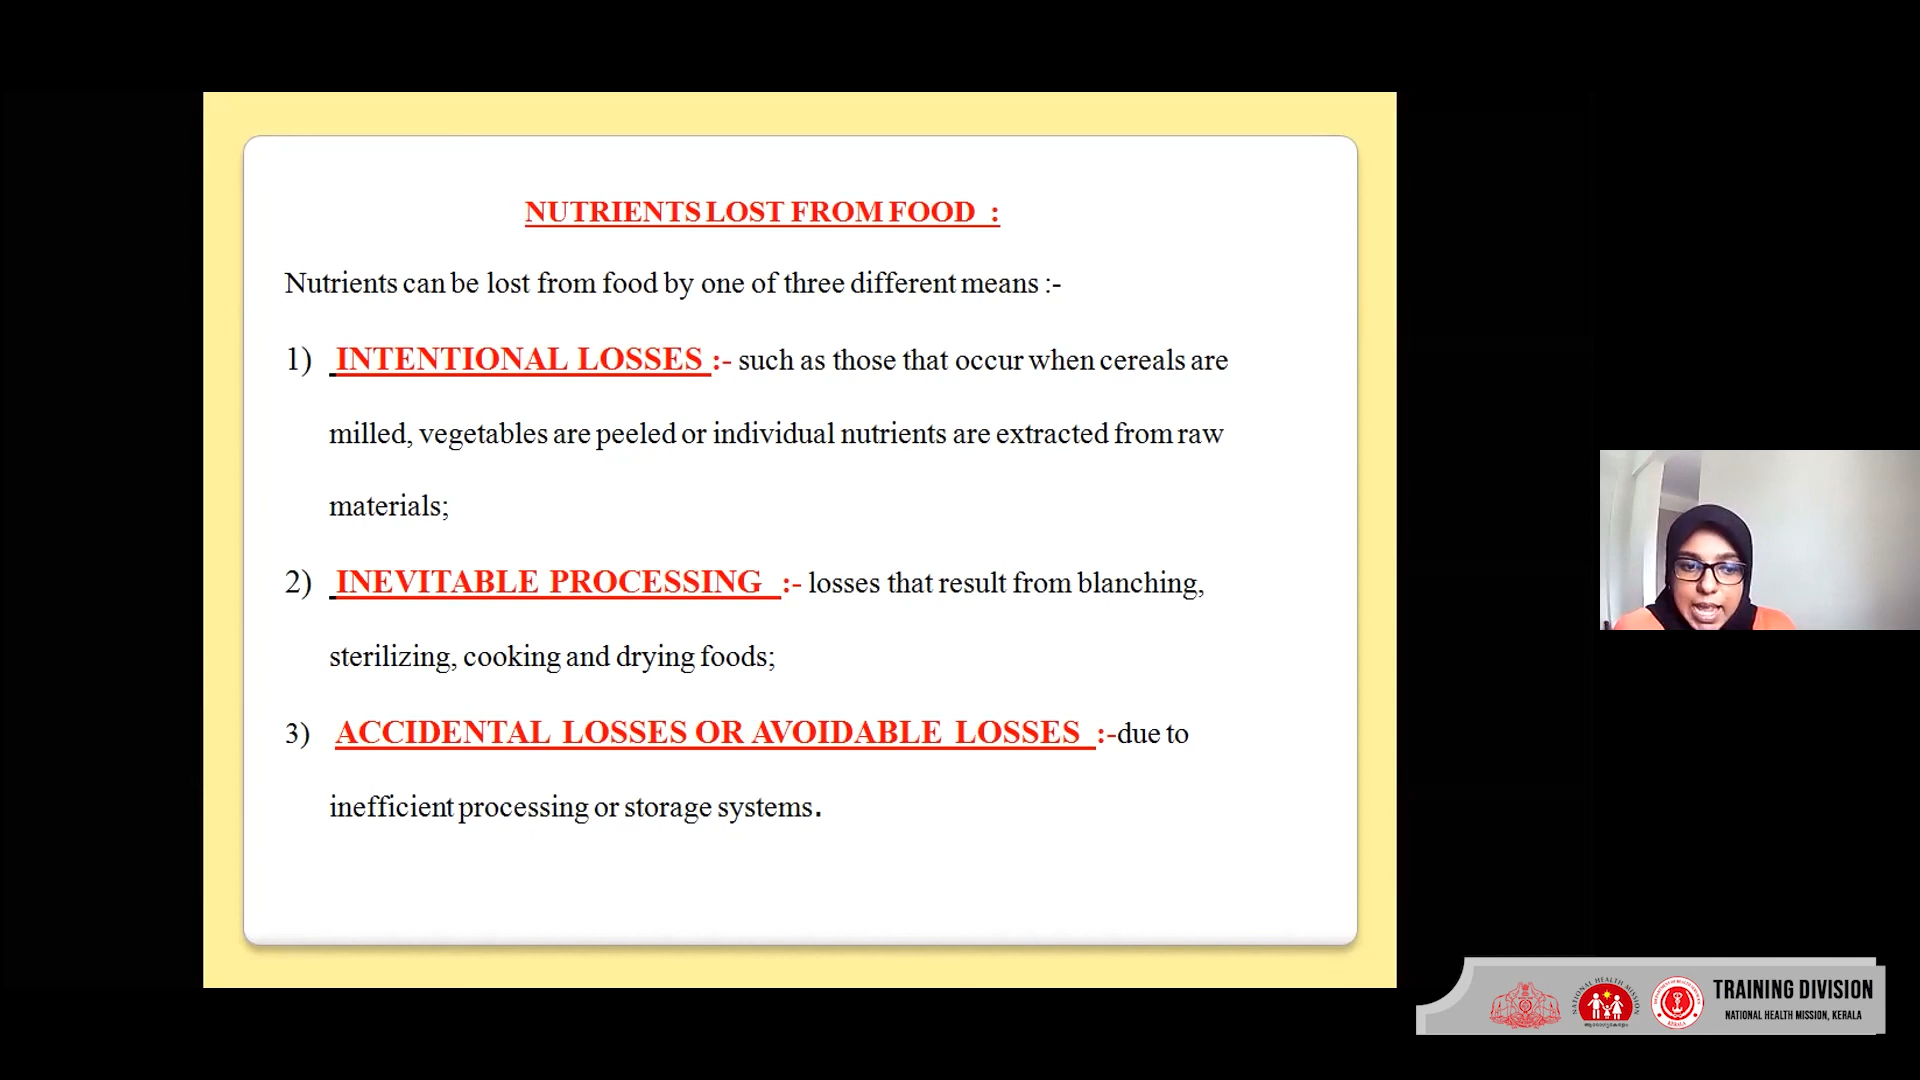 NUTRIENTS LOST FROM FOOD :
Nutrients can be lost from food by one of three different means :-
1) INTENTIONAL LOSSES :- such as those that occur when cereals are
milled, vegetables are peeled or individual nutrients are extracted from raw
materials;
2) INEVITABLE PROCESSING :- losses that result from blanching,
sterilizing, cooking and drying foods;
3) ACCIDENTAL LOSSES OR AVOIDABLE LOSSES :-due to
inefficient processing or storage systems.
NATIONAL HEALTH MISSION
TRAINING DIVISION
NATIONAL HEALTH MISSION, KERALA